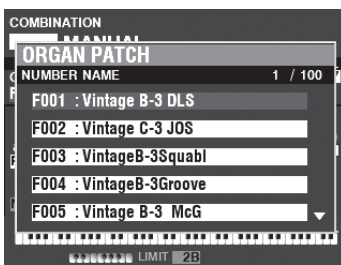 COMBINATION
MANUAL
ORGAN PATCH
NUMBER NAME 1 / 100
F001 : Vintage B-3 DLS
F002 : Vintage C-3 JOS
F003 : VintageB-3Squabl
F004 : VintageB-3Groove
F005 : Vintage B-3 McG
LIMIT 2B